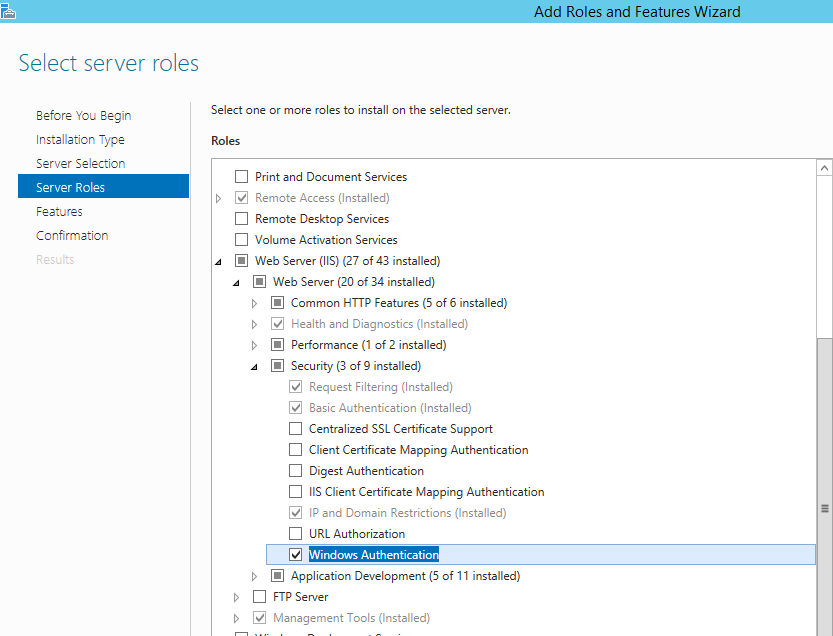 Add Roles and Features Wizard
Select server roles
Before You Begin
Installation Type
Server Selection
Server Roles
Features
Confirmation
Results
Select one or more roles to install on the selected server.
Roles
Print and Document Services
Remote Access (Installed)
Remote Desktop Services
Volume Activation Services
Web Server (IIS) (27 of 43 installed)
Web Server (20 of 34 installed)
Common HTTP Features (5 of 6 installed)
Health and Diagnostics (Installed)
Performance (1 of 2 installed)
Security (3 of 9 installed)
Request Filtering (Installed)
Basic Authentication (Installed)
Centralized SSL Certificate Support
Client Certificate Mapping Authentication
Digest Authentication
IIS Client Certificate Mapping Authentication
IP and Domain Restrictions (Installed)
URL Authorization
Windows Authentication
Application Development (5 of 11 installed)
FTP Server
Management Tools (Installed)